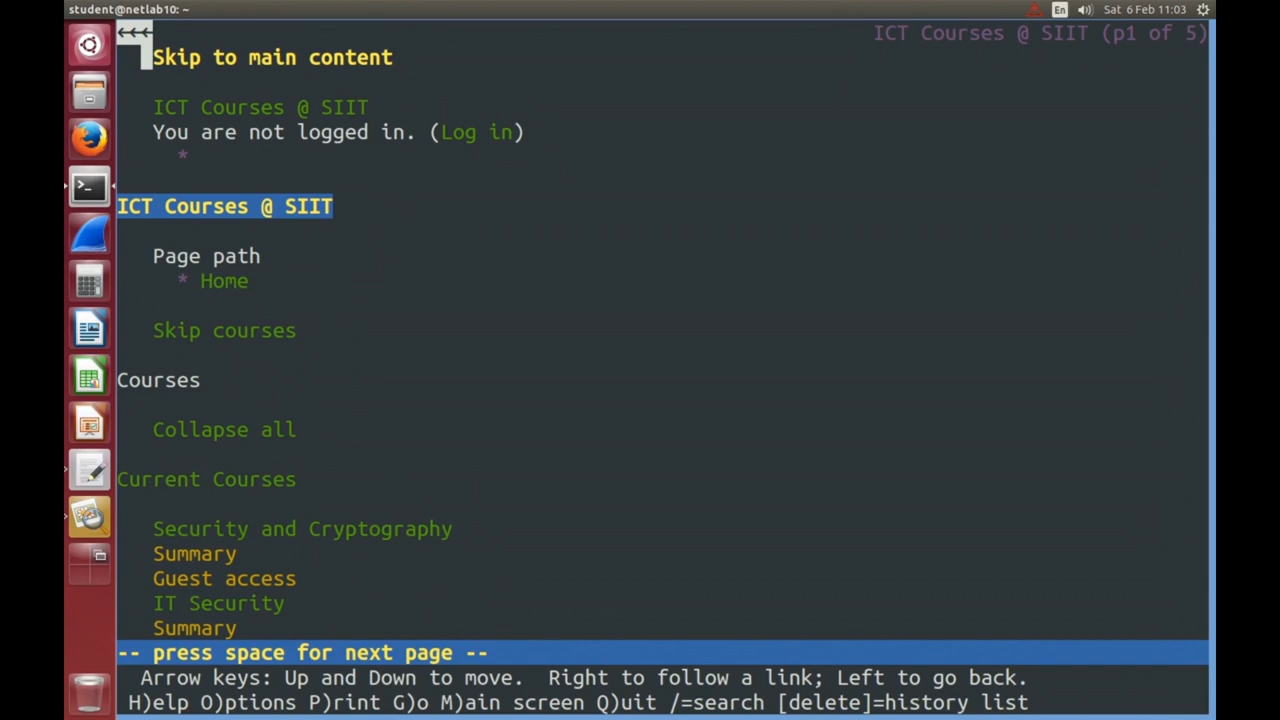 student@netlab10: ~
En
Sat 6 Feb 11:03
<<<
ICT Courses @ SIIT (p1 of 5)
Skip to main content
ICT Courses @ SIIT
You are not logged in. (Log in)
*
ICT Courses @ SIIT
Page path
* Home
Skip courses
Courses
Collapse all
Current Courses
Security and Cryptography
Summary
Guest access
IT Security
Summary
-- press space for next page --
Arrow keys: Up and Down to move. Right to follow a link; Left to go back.
H)elp O)ptions P)rint G)o M)ain screen Q)uit /=search [delete]=history list